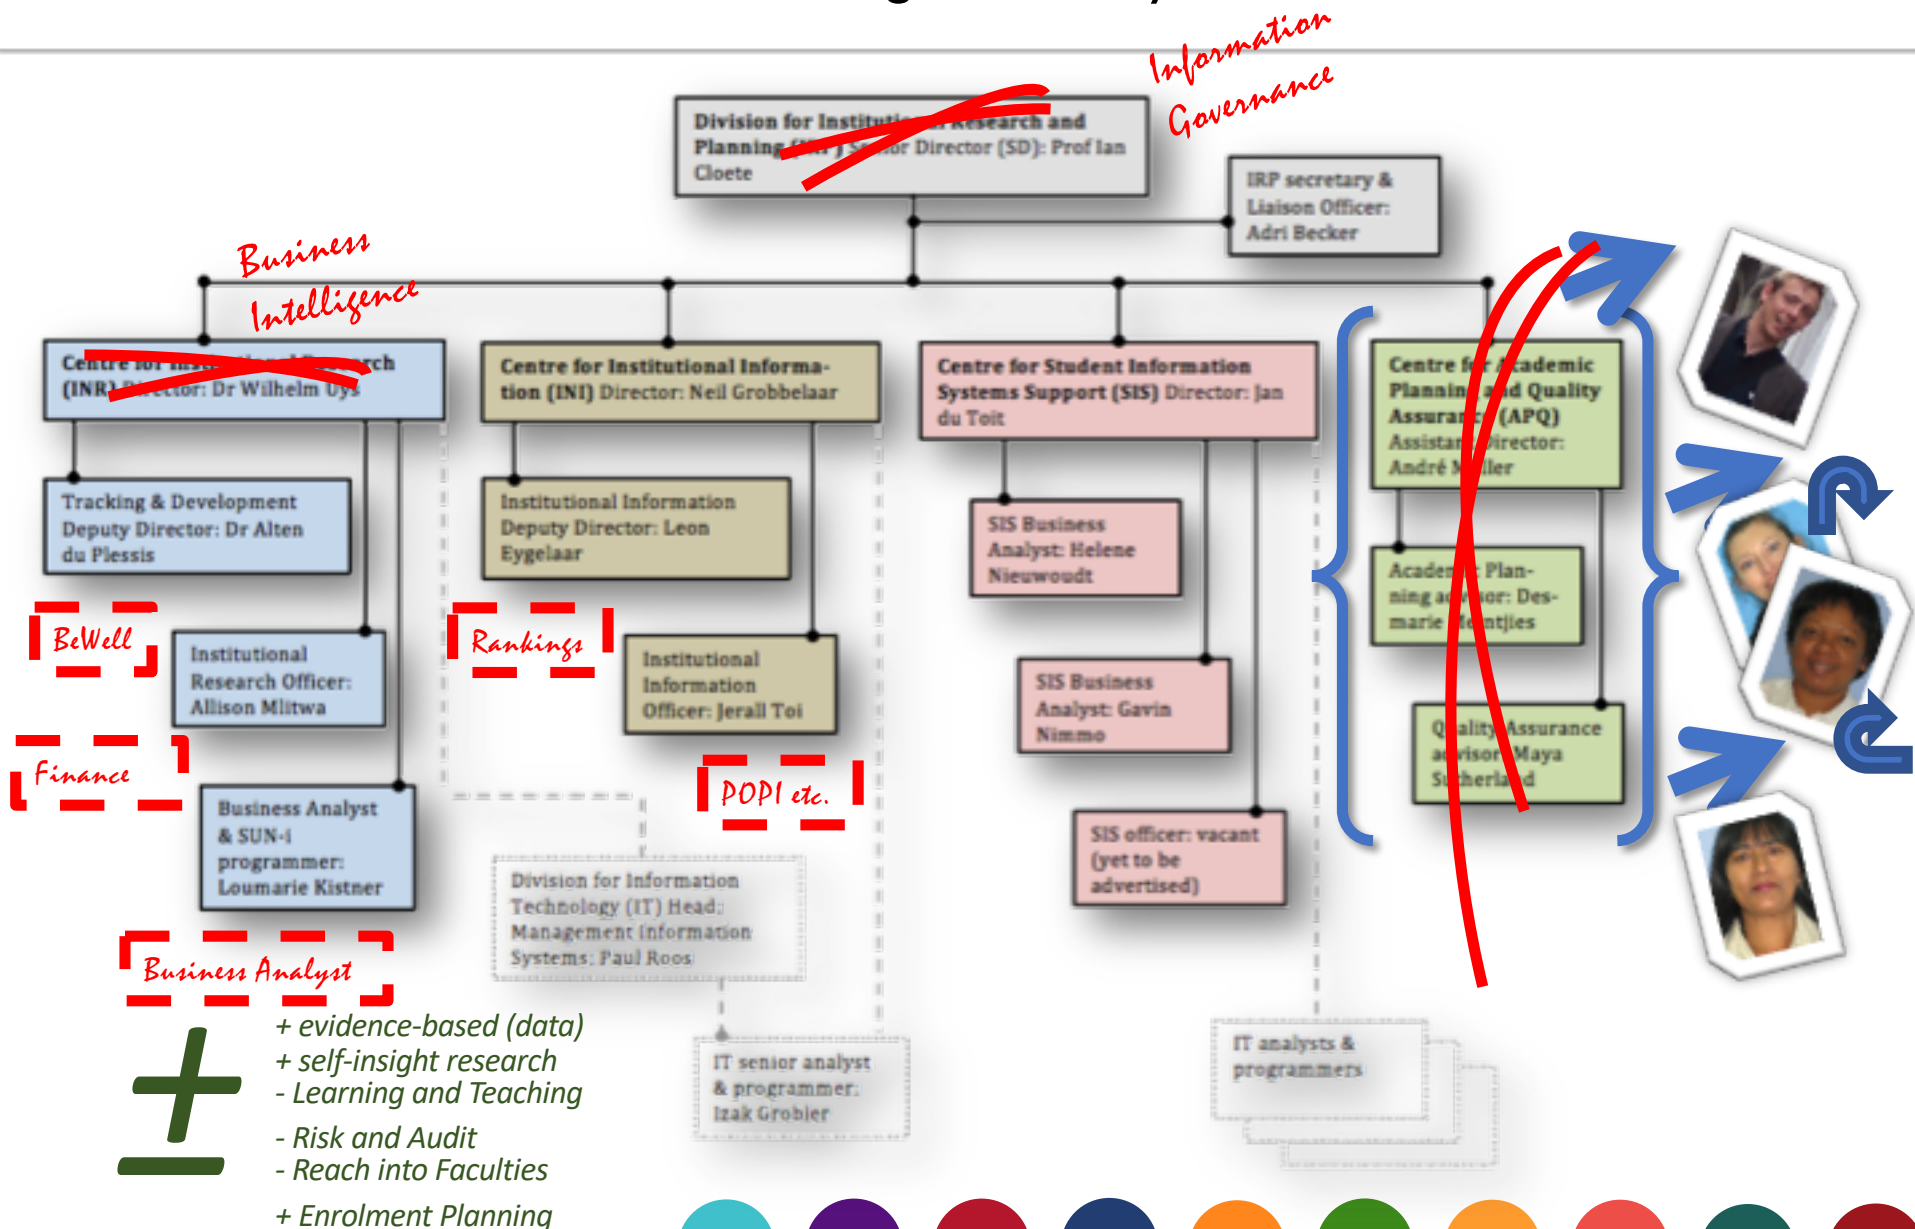 Information
Governance
Division for Institutional Research and
Planning (IRP) Senior Director (SD): Prof Ian
Cloete
IRP secretary &
Liaison Officer:
Adri Becker
Business
Intelligence
Centre for Institutional Research
(INR) Director: Dr Wilhelm Uys
Tracking & Development
Deputy Director: Dr Alten
du Plessis
BeWell
Institutional
Research Officer:
Allison Mlitwa
Finance
Business Analyst
& SUN-i
programmer:
Loumarie Kistner
Business Analyst
Centre for Institutional Informa-
tion (INI) Director: Neil Grobbelaar
Institutional Information
Deputy Director: Leon
Eygelaar
Rankings
Institutional
Information
Officer: Jerall Toi
POPI etc.
Division for Information
Technology (IT) Head:
Management Information
Systems: Paul Roos
IT senior analyst
& programmer:
Izak Grobler
Centre for Student Information
Systems Support (SIS) Director: Jan
du Toit
SIS Business
Analyst: Helene
Nieuwoudt
SIS Business
Analyst: Gavin
Nimmo
SIS officer: vacant
(yet to be
advertised)
IT analysts &
programmers
Centre for Academic
Planning and Quality
Assurance (APQ)
Assistant Director:
André Muller
Academic Plan-
ning advisor: Des-
marie Meintjies
Quality Assurance
advisor: Maya
Sutherland
+ evidence-based (data)
+ self-insight research
- Learning and Teaching
- Risk and Audit
- Reach into Faculties
+ Enrolment Planning